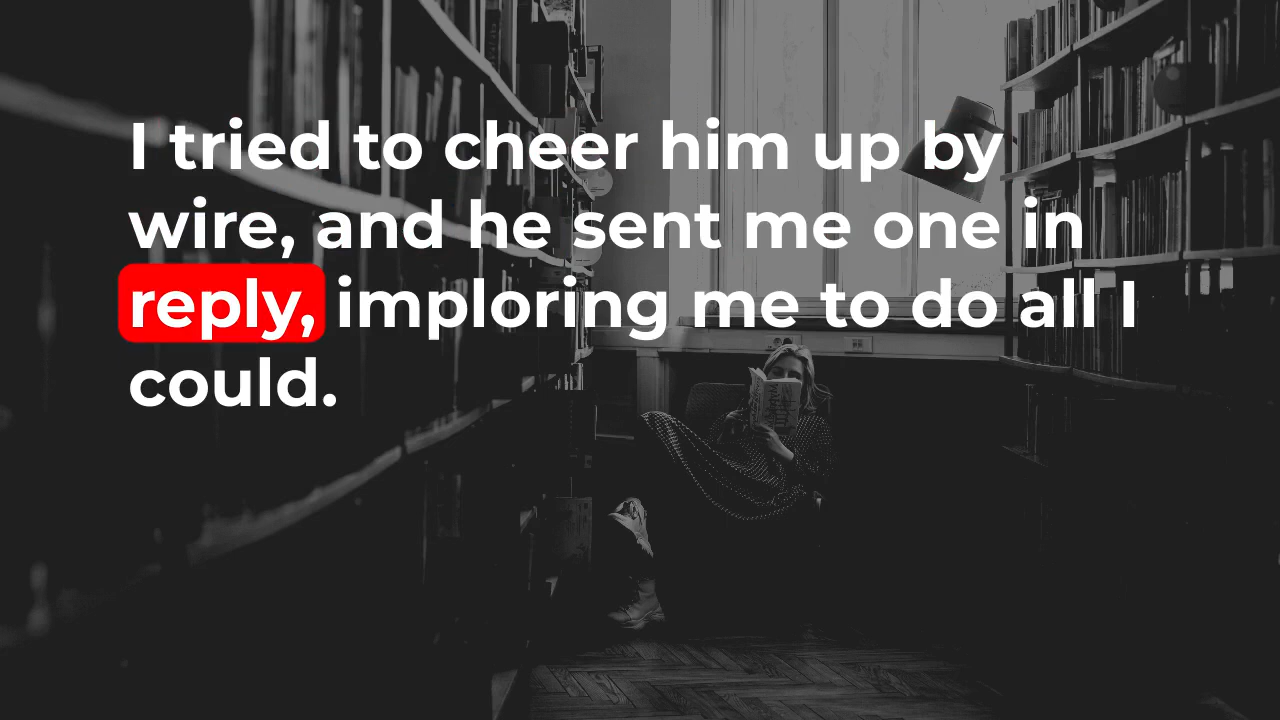 I tried to cheer him up by
wire, and he sent me one in
reply, imploring me to do all I
could.